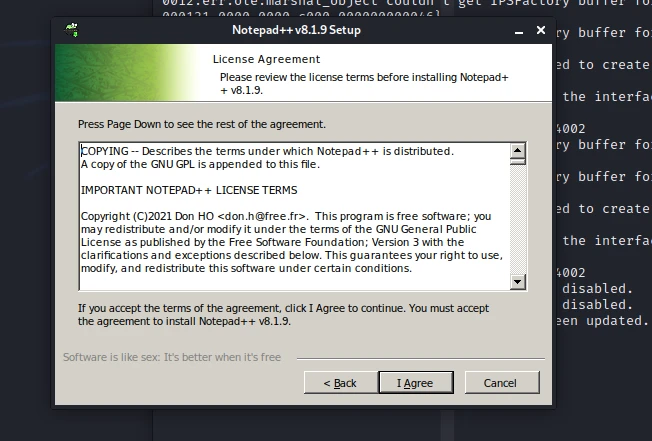 0012:err:ole:marshal_object Couldn't get IPSFactory buffer fo
000121-0000-0000-c000-000000000046}
Notepad++ v8.1.9 Setup
ry buffer fo
License Agreement
Please review the license terms before installing Notepad+
+ v8.1.9.
ed to create
the interfac
Press Page Down to see the rest of the agreement.
4002
COPYING -- Describes the terms under which Notepad++ is distributed.
ry buffer fo
A copy of the GNU GPL is appended to this file.
ry buffer fo
IMPORTANT NOTEPAD++ LICENSE TERMS
ed to create
Copyright (C)2021 Don HO <don.h@free.fr>.  This program is free software; you
may redistribute and/or modify it under the terms of the GNU General Public
License as published by the Free Software Foundation; Version 3 with the
the interfac
clarifications and exceptions described below. This guarantees your right to use,
modify, and redistribute this software under certain conditions.
4002
disabled.
If you accept the terms of the agreement, click I Agree to continue. You must accept
disabled.
the agreement to install Notepad++ v8.1.9.
een updated.
Software is like sex: It's better when it's free
< Back
I Agree
Cancel